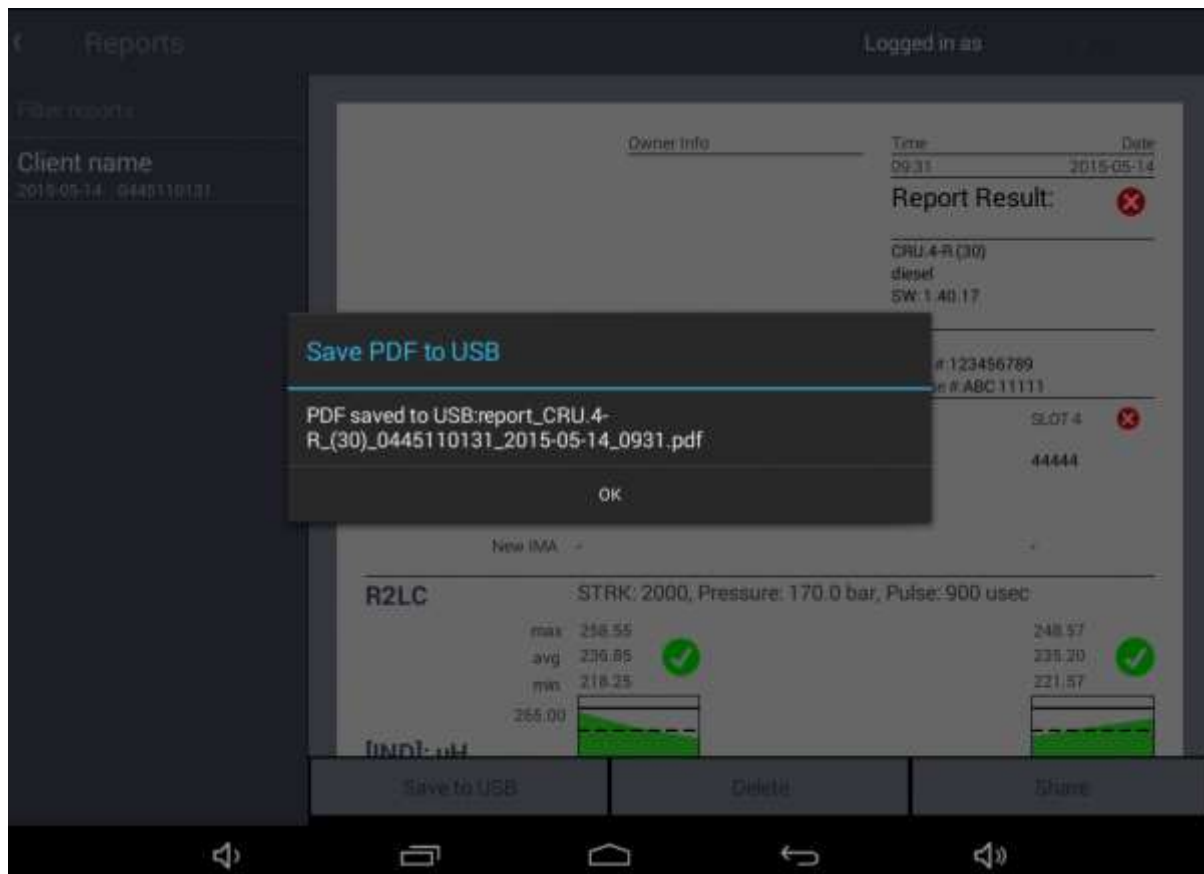 Reports
Logged in as
Filter reports
Client name
2015-05-14 0445110131
Owner Info
Time Date
09:31 2015-05-14
Report Result:
CRU.4-R (30)
diesel
SW: 1.40.17
Save PDF to USB
PDF saved to USB:report_CRU.4-
R_(30)_0445110131_2015-05-14_0931.pdf
OK
#:123456789
#:ABC 11111
SLOT 4
44444
New IMA - -
R2LC STRK: 2000, Pressure: 170.0 bar, Pulse: 900 usec
max 258.55 248.57
avg 236.85 235.20
min 218.25 221.57
265.00
[IND]: uH
Save to USB Delete Share